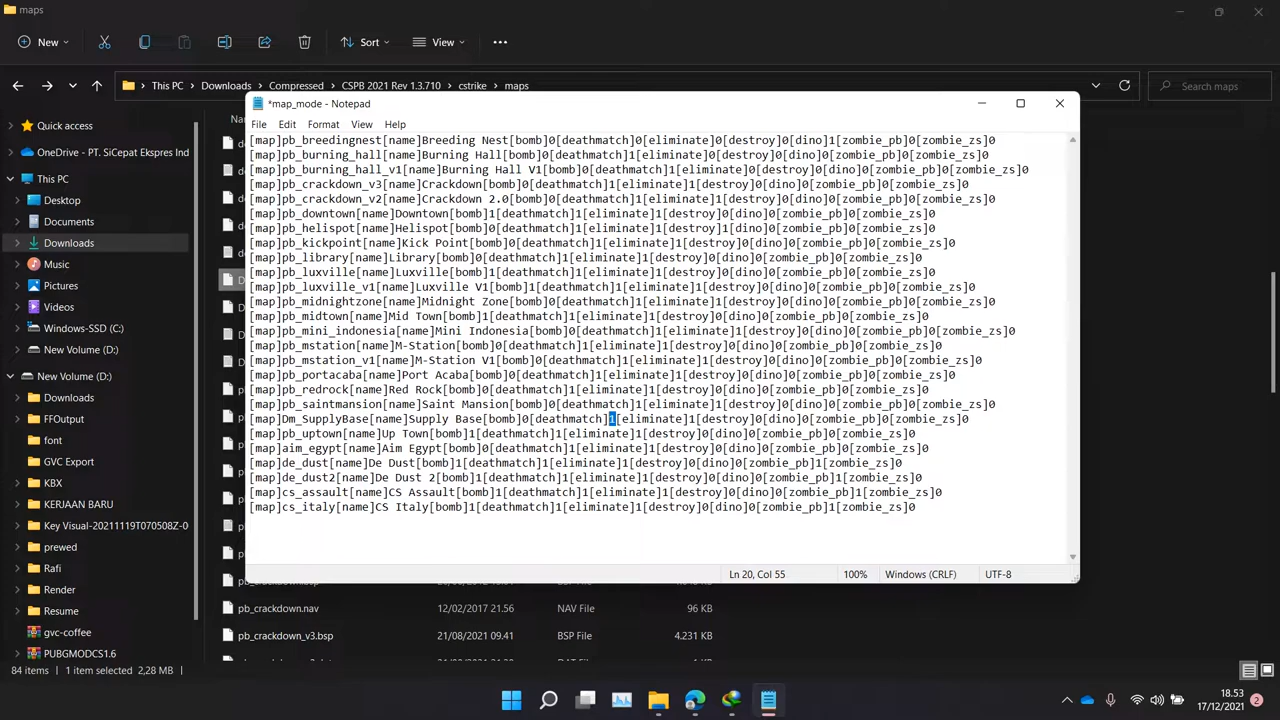 maps
New
Sort
View
This PC
Downloads
Compressed
CSPB 2021 Rev 1.3.710
cstrike
maps
Search maps
*map_mode - Notepad
File Edit Format View Help
[map]pb_breedingnest[name]Breeding Nest[bomb]0[deathmatch]0[eliminate]0[destroy]0[dino]1[zombie_pb]0[zombie_zs]0
[map]pb_burning_hall[name]Burning Hall[bomb]0[deathmatch]1[eliminate]1[destroy]0[dino]0[zombie_pb]0[zombie_zs]0
[map]pb_burning_hall_v1[name]Burning Hall V1[bomb]0[deathmatch]1[eliminate]1[destroy]0[dino]0[zombie_pb]0[zombie_zs]0
[map]pb_crackdown_v3[name]Crackdown[bomb]0[deathmatch]1[eliminate]1[destroy]0[dino]0[zombie_pb]0[zombie_zs]0
[map]pb_crackdown_v2[name]Crackdown 2.0[bomb]0[deathmatch]1[eliminate]1[destroy]0[dino]0[zombie_pb]0[zombie_zs]0
[map]pb_downtown[name]Downtown[bomb]1[deathmatch]1[eliminate]1[destroy]0[dino]0[zombie_pb]0[zombie_zs]0
[map]pb_helispot[name]Helispot[bomb]0[deathmatch]1[eliminate]1[destroy]0[dino]0[zombie_pb]0[zombie_zs]0
[map]pb_kickpoint[name]Kick Point[bomb]0[deathmatch]1[eliminate]1[destroy]0[dino]0[zombie_pb]0[zombie_zs]0
[map]pb_library[name]Library[bomb]0[deathmatch]1[eliminate]1[destroy]0[dino]0[zombie_pb]0[zombie_zs]0
[map]pb_luxville[name]Luxville[bomb]1[deathmatch]1[eliminate]1[destroy]0[dino]0[zombie_pb]0[zombie_zs]0
[map]pb_luxville_v1[name]Luxville V1[bomb]1[deathmatch]1[eliminate]1[destroy]0[dino]0[zombie_pb]0[zombie_zs]0
[map]pb_midnightzone[name]Midnight Zone[bomb]0[deathmatch]1[eliminate]1[destroy]0[dino]0[zombie_pb]0[zombie_zs]0
[map]pb_midtown[name]Mid Town[bomb]1[deathmatch]1[eliminate]1[destroy]0[dino]0[zombie_pb]0[zombie_zs]0
[map]pb_mini_indonesia[name]Mini Indonesia[bomb]0[deathmatch]1[eliminate]1[destroy]0[dino]0[zombie_pb]0[zombie_zs]0
[map]pb_mstation[name]M-Station[bomb]0[deathmatch]1[eliminate]1[destroy]0[dino]0[zombie_pb]0[zombie_zs]0
[map]pb_mstation_v1[name]M-Station V1[bomb]0[deathmatch]1[eliminate]1[destroy]0[dino]0[zombie_pb]0[zombie_zs]0
[map]pb_portacaba[name]Port Acaba[bomb]0[deathmatch]1[eliminate]1[destroy]0[dino]0[zombie_pb]0[zombie_zs]0
[map]pb_redrock[name]Red Rock[bomb]0[deathmatch]1[eliminate]1[destroy]0[dino]0[zombie_pb]0[zombie_zs]0
[map]pb_saintmansion[name]Saint Mansion[bomb]0[deathmatch]1[eliminate]1[destroy]0[dino]0[zombie_pb]0[zombie_zs]0
[map]Dm_SupplyBase[name]Supply Base[bomb]0[deathmatch]1[eliminate]1[destroy]0[dino]0[zombie_pb]0[zombie_zs]0
[map]pb_uptown[name]Up Town[bomb]1[deathmatch]1[eliminate]1[destroy]0[dino]0[zombie_pb]0[zombie_zs]0
[map]aim_egypt[name]Aim Egypt[bomb]0[deathmatch]1[eliminate]1[destroy]0[dino]0[zombie_pb]0[zombie_zs]0
[map]de_dust[name]De Dust[bomb]1[deathmatch]1[eliminate]1[destroy]0[dino]0[zombie_pb]1[zombie_zs]0
[map]de_dust2[name]De Dust 2[bomb]1[deathmatch]1[eliminate]1[destroy]0[dino]0[zombie_pb]1[zombie_zs]0
[map]cs_assault[name]CS Assault[bomb]1[deathmatch]1[eliminate]1[destroy]0[dino]0[zombie_pb]1[zombie_zs]0
[map]cs_italy[name]CS Italy[bomb]1[deathmatch]1[eliminate]1[destroy]0[dino]0[zombie_pb]1[zombie_zs]0
Ln 20, Col 55 100% Windows (CRLF) UTF-8
Quick access
OneDrive - PT. SiCepat Ekspres Ind
This PC
Desktop
Documents
Downloads
Music
Pictures
Videos
Windows-SSD (C:)
New Volume (D:)
New Volume (D:)
Downloads
FFOutput
font
GVC Export
KBX
KERJAAN BARU
Key Visual-20211119T070508Z-0
prewed
Rafi
Render
Resume
gvc-coffee
PUBGMODCS1.6
pb_crackdown.nav 12/02/2017 21.56 NAV File 96 KB
pb_crackdown_v3.bsp 21/08/2021 09.41 BSP File 4.231 KB
84 items 1 item selected 2,28 MB
18.53
17/12/2021
2